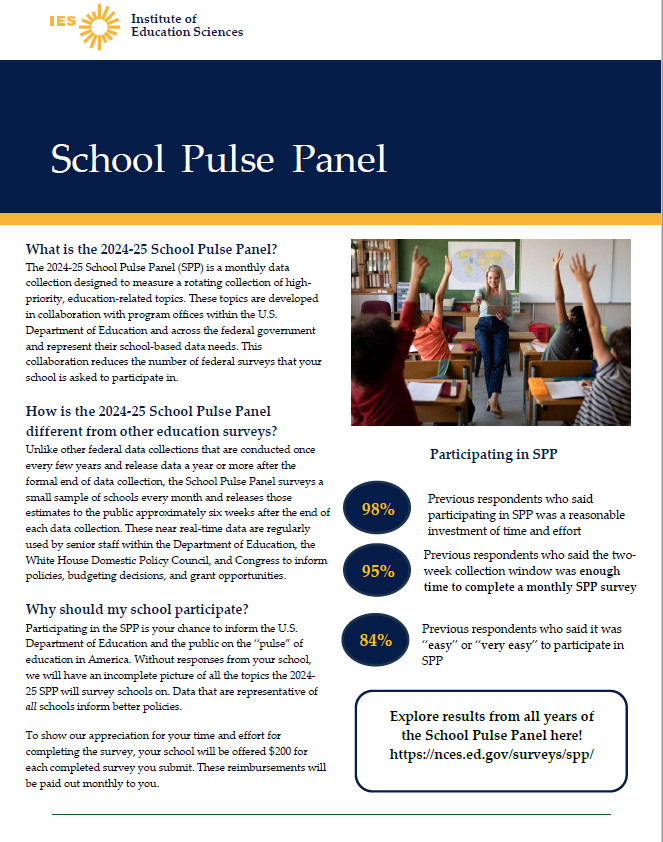 IES
Institute of
Education Sciences
School Pulse Panel
What is the 2024-25 School Pulse Panel?
The 2024-25 School Pulse Panel (SPP) is a monthly data
collection designed to measure a rotating collection of high-
priority, education-related topics. These topics are developed
in collaboration with program offices within the U.S.
Department of Education and across the federal government
and represent their school-based data needs. This
collaboration reduces the number of federal surveys that your
school is asked to participate in.
How is the 2024-25 School Pulse Panel
different from other education surveys?
Unlike other federal data collections that are conducted once
every few years and release data a year or more after the
formal end of data collection, the School Pulse Panel surveys a
small sample of schools every month and releases those
estimates to the public approximately six weeks after the end of
each data collection. These near real-time data are regularly
used by senior staff within the Department of Education, the
White House Domestic Policy Council, and Congress to inform
policies, budgeting decisions, and grant opportunities.
Why should my school participate?
Participating in the SPP is your chance to inform the U.S.
Department of Education and the public on the “pulse” of
education in America. Without responses from your school,
we will have an incomplete picture of all the topics the 2024-
25 SPP will survey schools on. Data that are representative of
all schools inform better policies.
To show our appreciation for your time and effort for
completing the survey, your school will be offered $200 for
each completed survey you submit. These reimbursements will
be paid out monthly to you.
Participating in SPP
98%
Previous respondents who said
participating in SPP was a reasonable
investment of time and effort
95%
Previous respondents who said the two-
week collection window was enough
time to complete a monthly SPP survey
84%
Previous respondents who said it was
“easy” or “very easy” to participate in
SPP
Explore results from all years of
the School Pulse Panel here!
https://nces.ed.gov/surveys/spp/